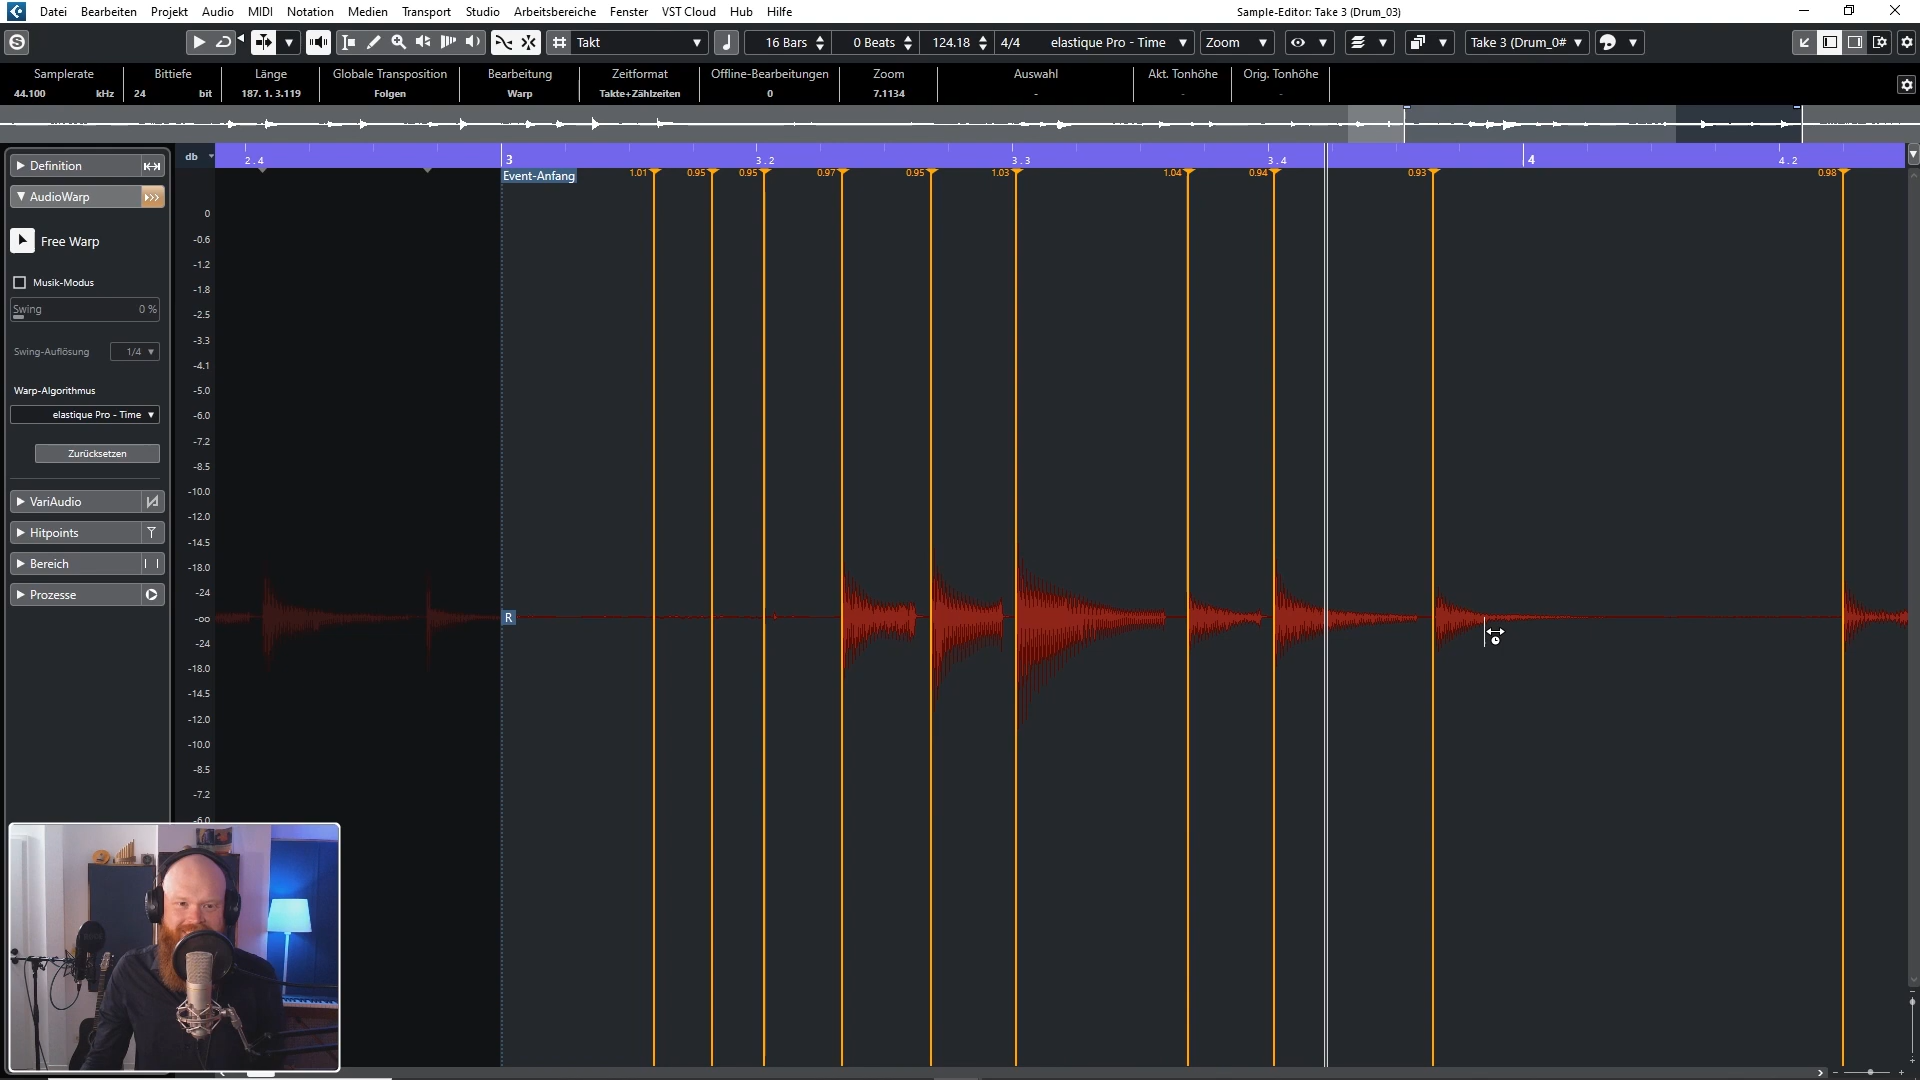 Datei Bearbeiten Projekt Audio MIDI Notation Medien Transport Studio Arbeitsbereiche Fenster VST Cloud Hub Hilfe Sample-Editor: Take 3 (Drum_03)
Takt 16 Bars 0 Beats 124.18 4/4 elastique Pro - Time Zoom Take 3 (Drum_0#
Samplerate Bittiefe Länge Globale Transposition Bearbeitung Zeitformat Offline-Bearbeitungen Zoom Auswahl Akt. Tonhöhe Orig. Tonhöhe
44.100 kHz 24 bit 187. 1. 3.119 Folgen Warp Takte+Zählzeiten 0 7.1134 - - -
db 2.4 3 3.2 3.3 3.4 4 4.2
Event-Anfang 1.01 0.95 0.95 0.97 0.95 1.03 1.04 0.94 0.93 0.98
Definition
AudioWarp
Free Warp
Musik-Modus
Swing 0 %
Swing-Auflösung 1/4
Warp-Algorithmus
elastique Pro - Time
Zurücksetzen
VariAudio
Hitpoints
Bereich
Prozesse
0
-0.6
-1.2
-1.8
-2.5
-3.3
-4.1
-5.0
-6.0
-7.2
-8.5
-10.0
-12.0
-14.5
-18.0
-24
-oo
-24
-18.0
-14.5
-12.0
-10.0
-8.5
-7.2
-6.0
R